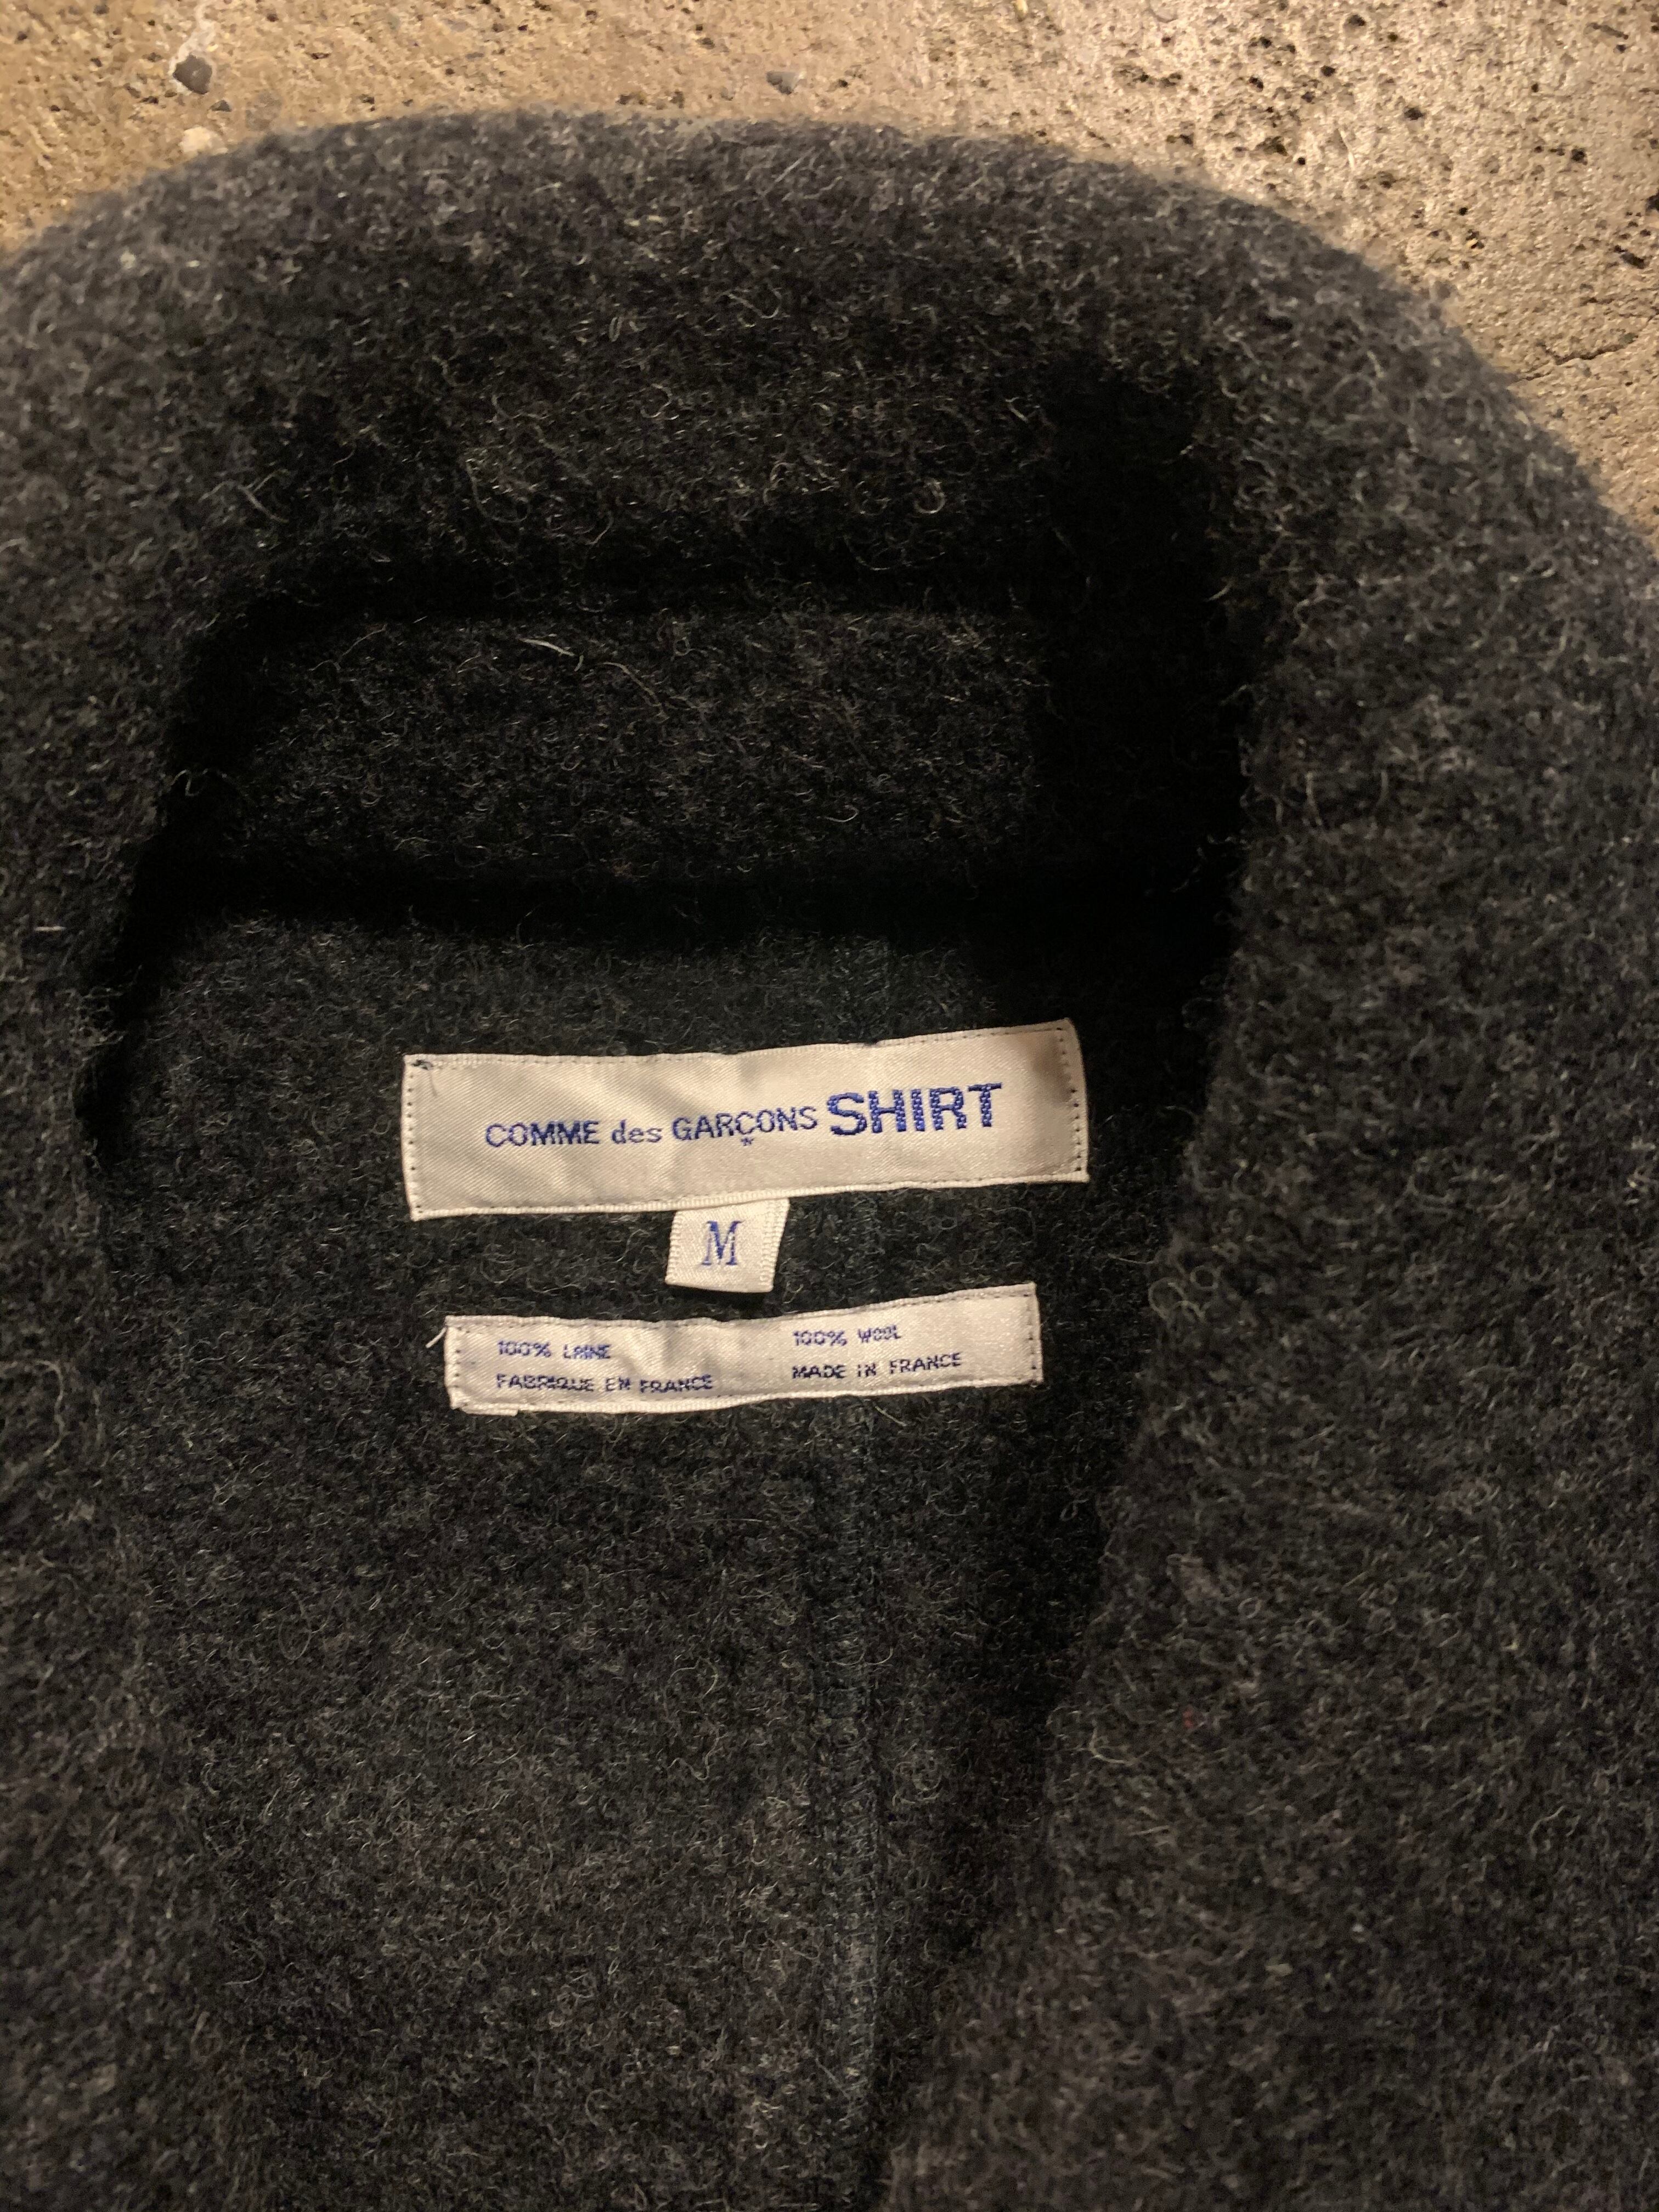 COMME des GARÇONS SHIRT
M
100% LAINE
FABRIQUE EN FRANCE
100% WOOL
MADE IN FRANCE